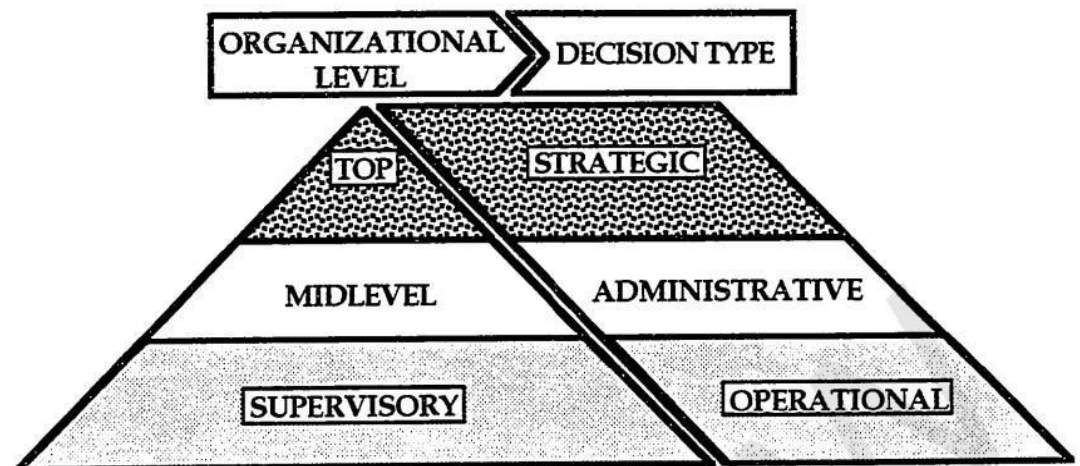 ORGANIZATIONAL
LEVEL
DECISION TYPE
TOP
STRATEGIC
MIDLEVEL
ADMINISTRATIVE
SUPERVISORY
OPERATIONAL